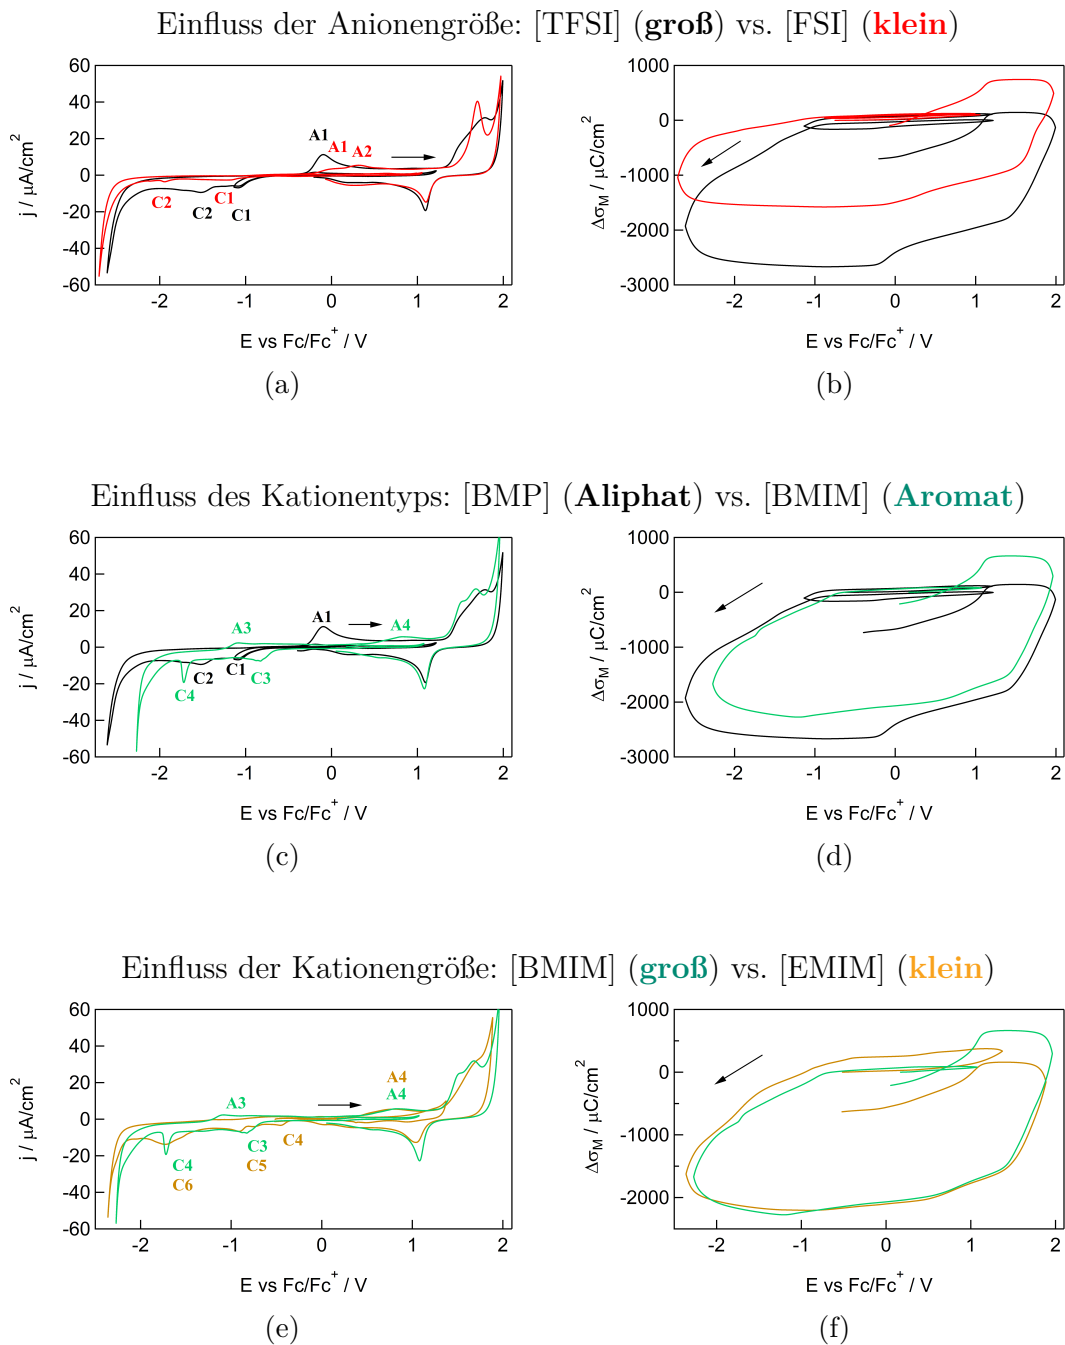 Einfluss der Anionengröße: [TFSI] (groß) vs. [FSI] (klein)
60
40
20
0
-20
-40
-60
j / μA/cm²
A1
A1
A2
C2
C1
C2
C1
-2
-1
0
1
2
E vs Fc/Fc⁺ / V
(a)
1000
0
-1000
-2000
-3000
Δσ_M / μC/cm²
-2
-1
0
1
2
E vs Fc/Fc⁺ / V
(b)
Einfluss des Kationentyps: [BMP] (Aliphat) vs. [BMIM] (Aromat)
60
40
20
0
-20
-40
-60
j / μA/cm²
A1
A3
A4
C2
C1
C3
C4
-2
-1
0
1
2
E vs Fc/Fc⁺ / V
(c)
1000
0
-1000
-2000
-3000
Δσ_M / μC/cm²
-2
-1
0
1
2
E vs Fc/Fc⁺ / V
(d)
Einfluss der Kationengröße: [BMIM] (groß) vs. [EMIM] (klein)
60
40
20
0
-20
-40
-60
j / μA/cm²
A4
A3
A4
C4
C3
C5
C4
C6
-2
-1
0
1
2
E vs Fc/Fc⁺ / V
(e)
1000
0
-1000
-2000
Δσ_M / μC/cm²
-2
-1
0
1
2
E vs Fc/Fc⁺ / V
(f)